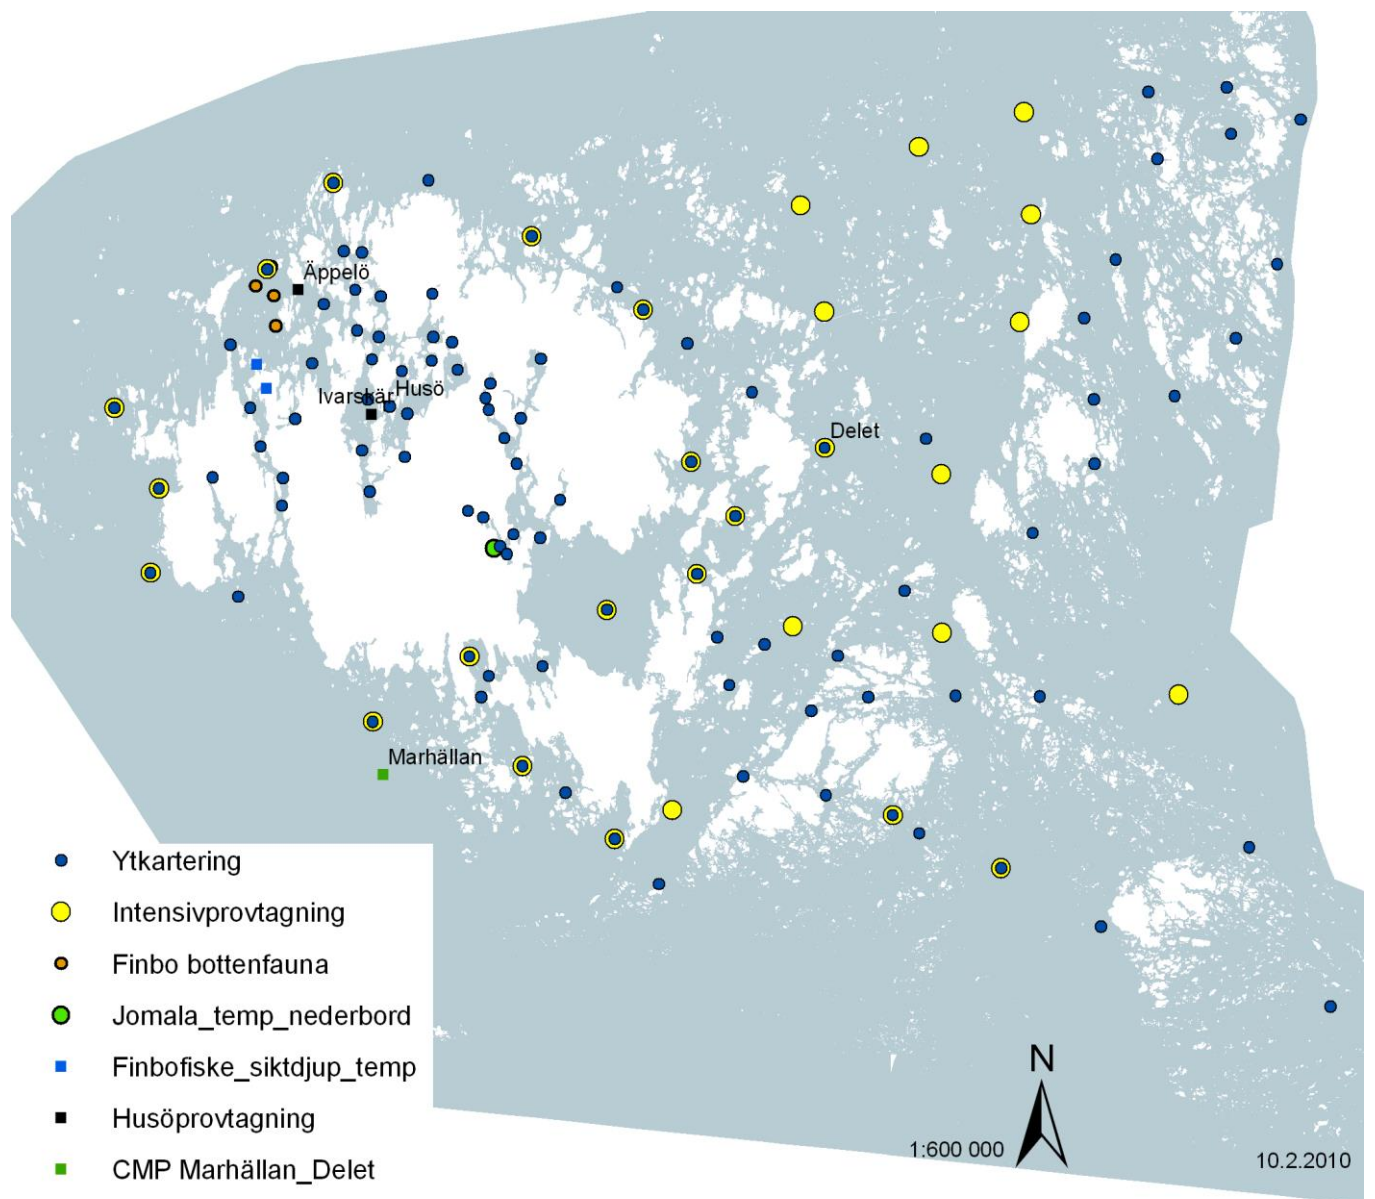 Äppelö
Ivarskär
Husö
Delet
Marhällan
Ytkartering
Intensivprovtagning
Finbo bottenfauna
Jomala_temp_nederbord
Finbofiske_siktdjup_temp
Husöprovtagning
CMP Marhällan_Delet
N
1:600 000
10.2.2010